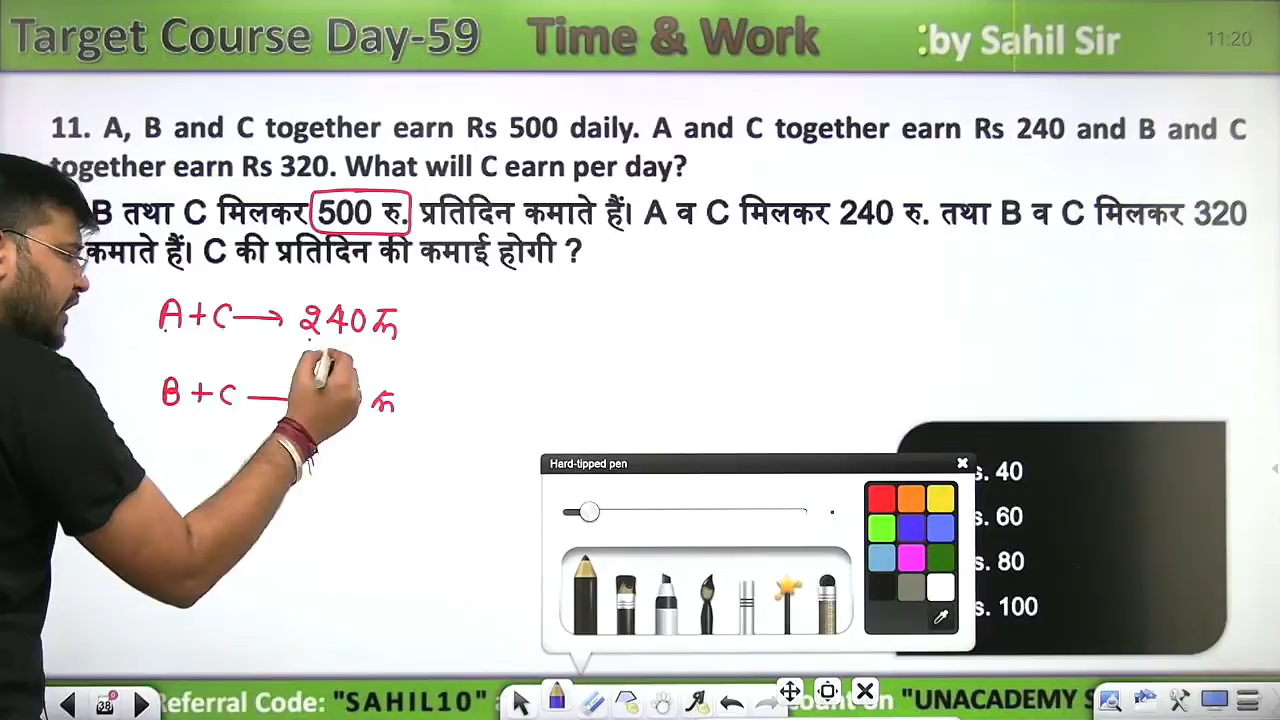 Target Course Day-59 Time & Work :by Sahil Sir 11:20
11. A, B and C together earn Rs 500 daily. A and C together earn Rs 240 and B and C
together earn Rs 320. What will C earn per day?
B तथा C मिलकर 500 रु. प्रतिदिन कमाते हैं। A व C मिलकर 240 रु. तथा B व C मिलकर 320
कमाते हैं। C की प्रतिदिन की कमाई होगी ?
A+C → 240 रु
B+C — रु
Hard-tipped pen
s. 40
s. 60
s. 80
s. 100
38
Referral Code: "SAHIL10" on "UNACADEMY S